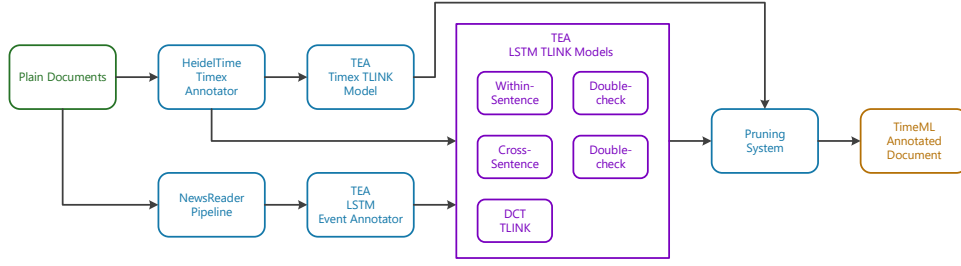 TEA
LSTM TLINK Models
Plain Documents
HeidelTime
Timex
Annotator
TEA
Timex TLINK
Model
Within-
Sentence
Double-
check
Cross-
Sentence
Double-
check
Pruning
System
TimeML
Annotated
Document
NewsReader
Pipeline
TEA
LSTM
Event Annotator
DCT
TLINK